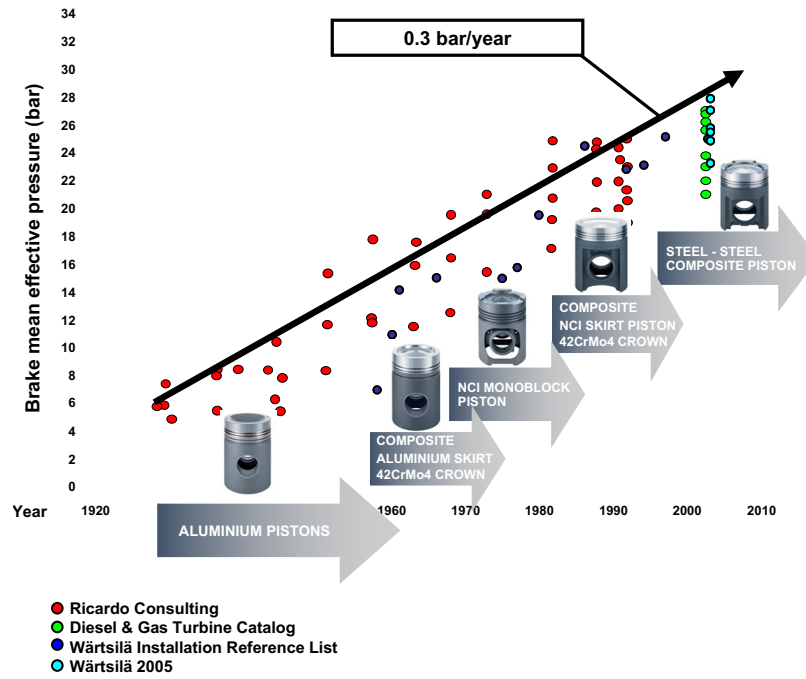 34
32
30
28
26
24
22
20
18
16
14
12
10
8
6
4
2
0
Brake mean effective pressure (bar)
0.3 bar/year
STEEL - STEEL
COMPOSITE PISTON
COMPOSITE
NCI SKIRT PISTON
42CrMo4 CROWN
NCI MONOBLOCK
PISTON
COMPOSITE
ALUMINIUM SKIRT
42CrMo4 CROWN
ALUMINIUM PISTONS
Year
1920
1960
1970
1980
1990
2000
2010
Ricardo Consulting
Diesel & Gas Turbine Catalog
Wärtsilä Installation Reference List
Wärtsilä 2005